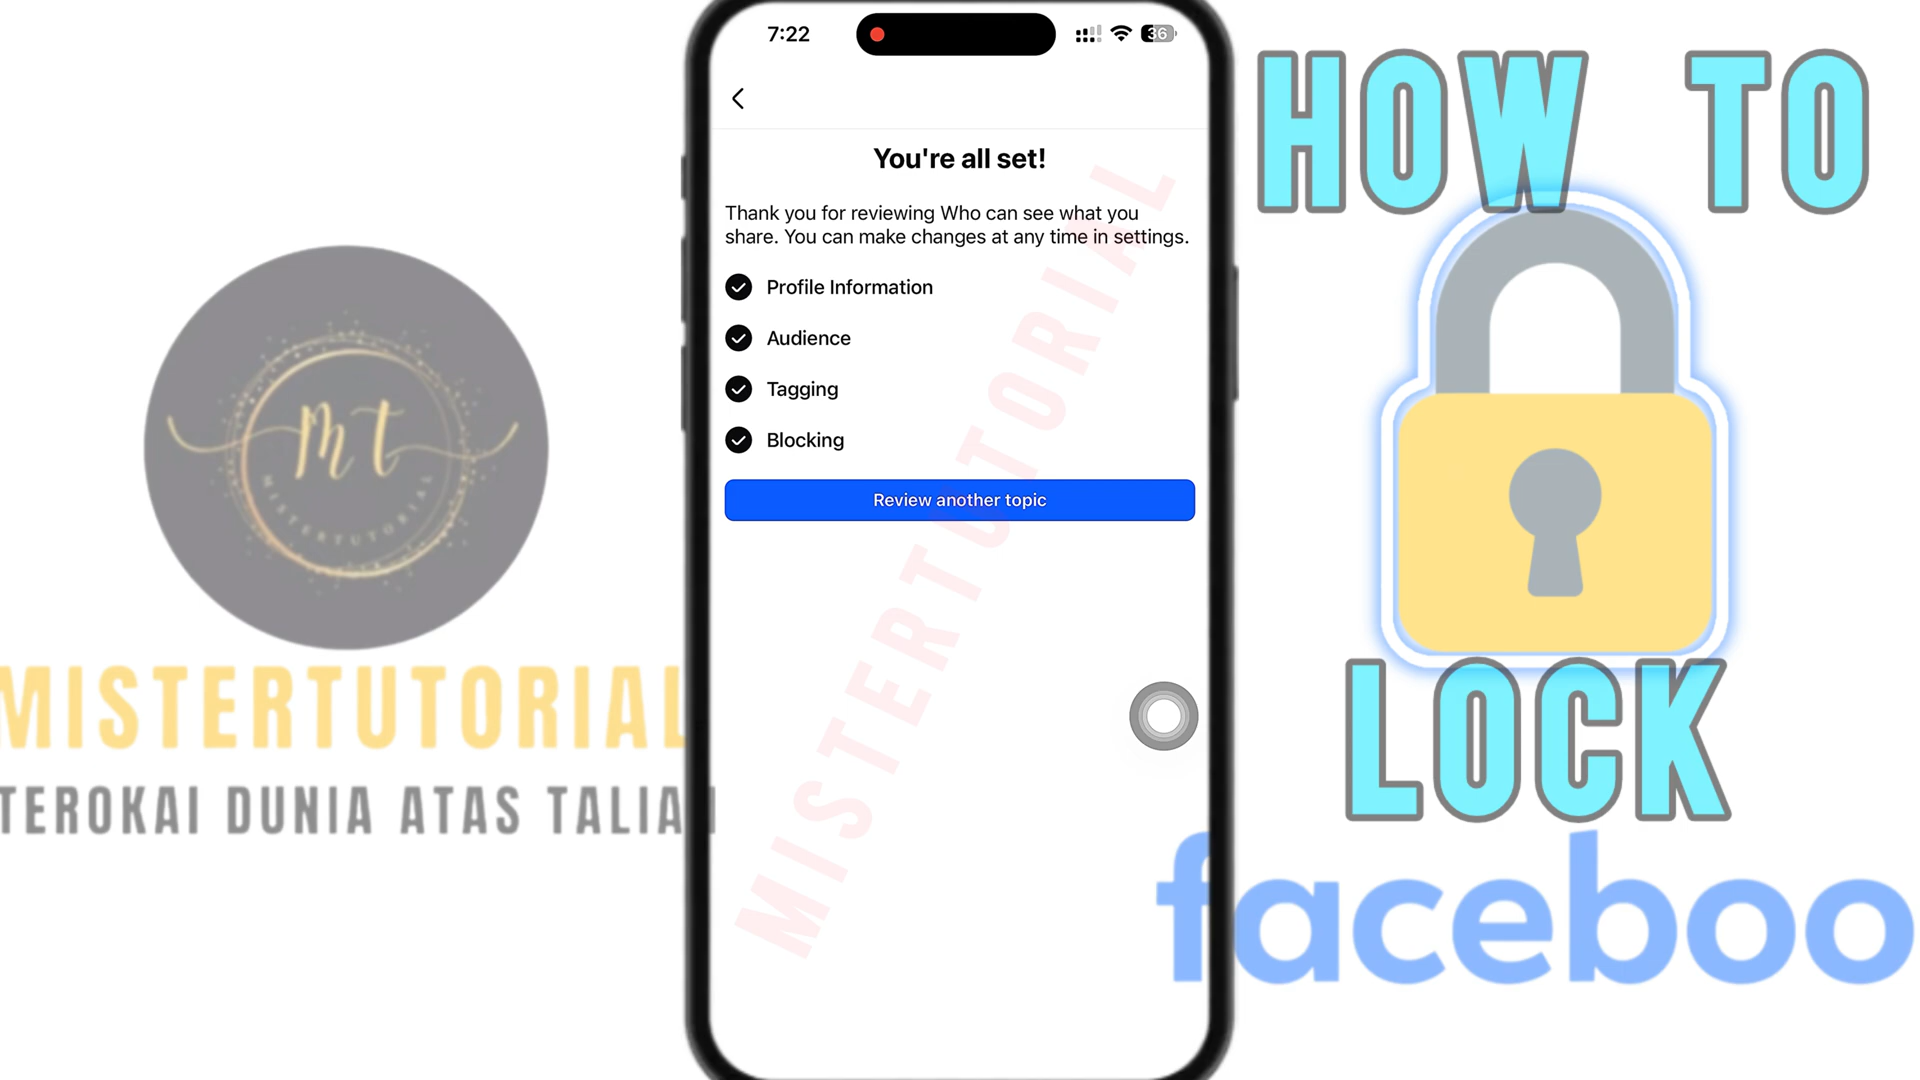 7:22
36
You're all set!
Thank you for reviewing Who can see what you
share. You can make changes at any time in settings.
Profile Information
Audience
Tagging
Blocking
Review another topic
MISTERTUTORIAL
mt
MISTERTUTORIAL
MISTERTUTORIAL
TEROKAI DUNIA ATAS TALIA
HOW TO
LOCK
faceboo